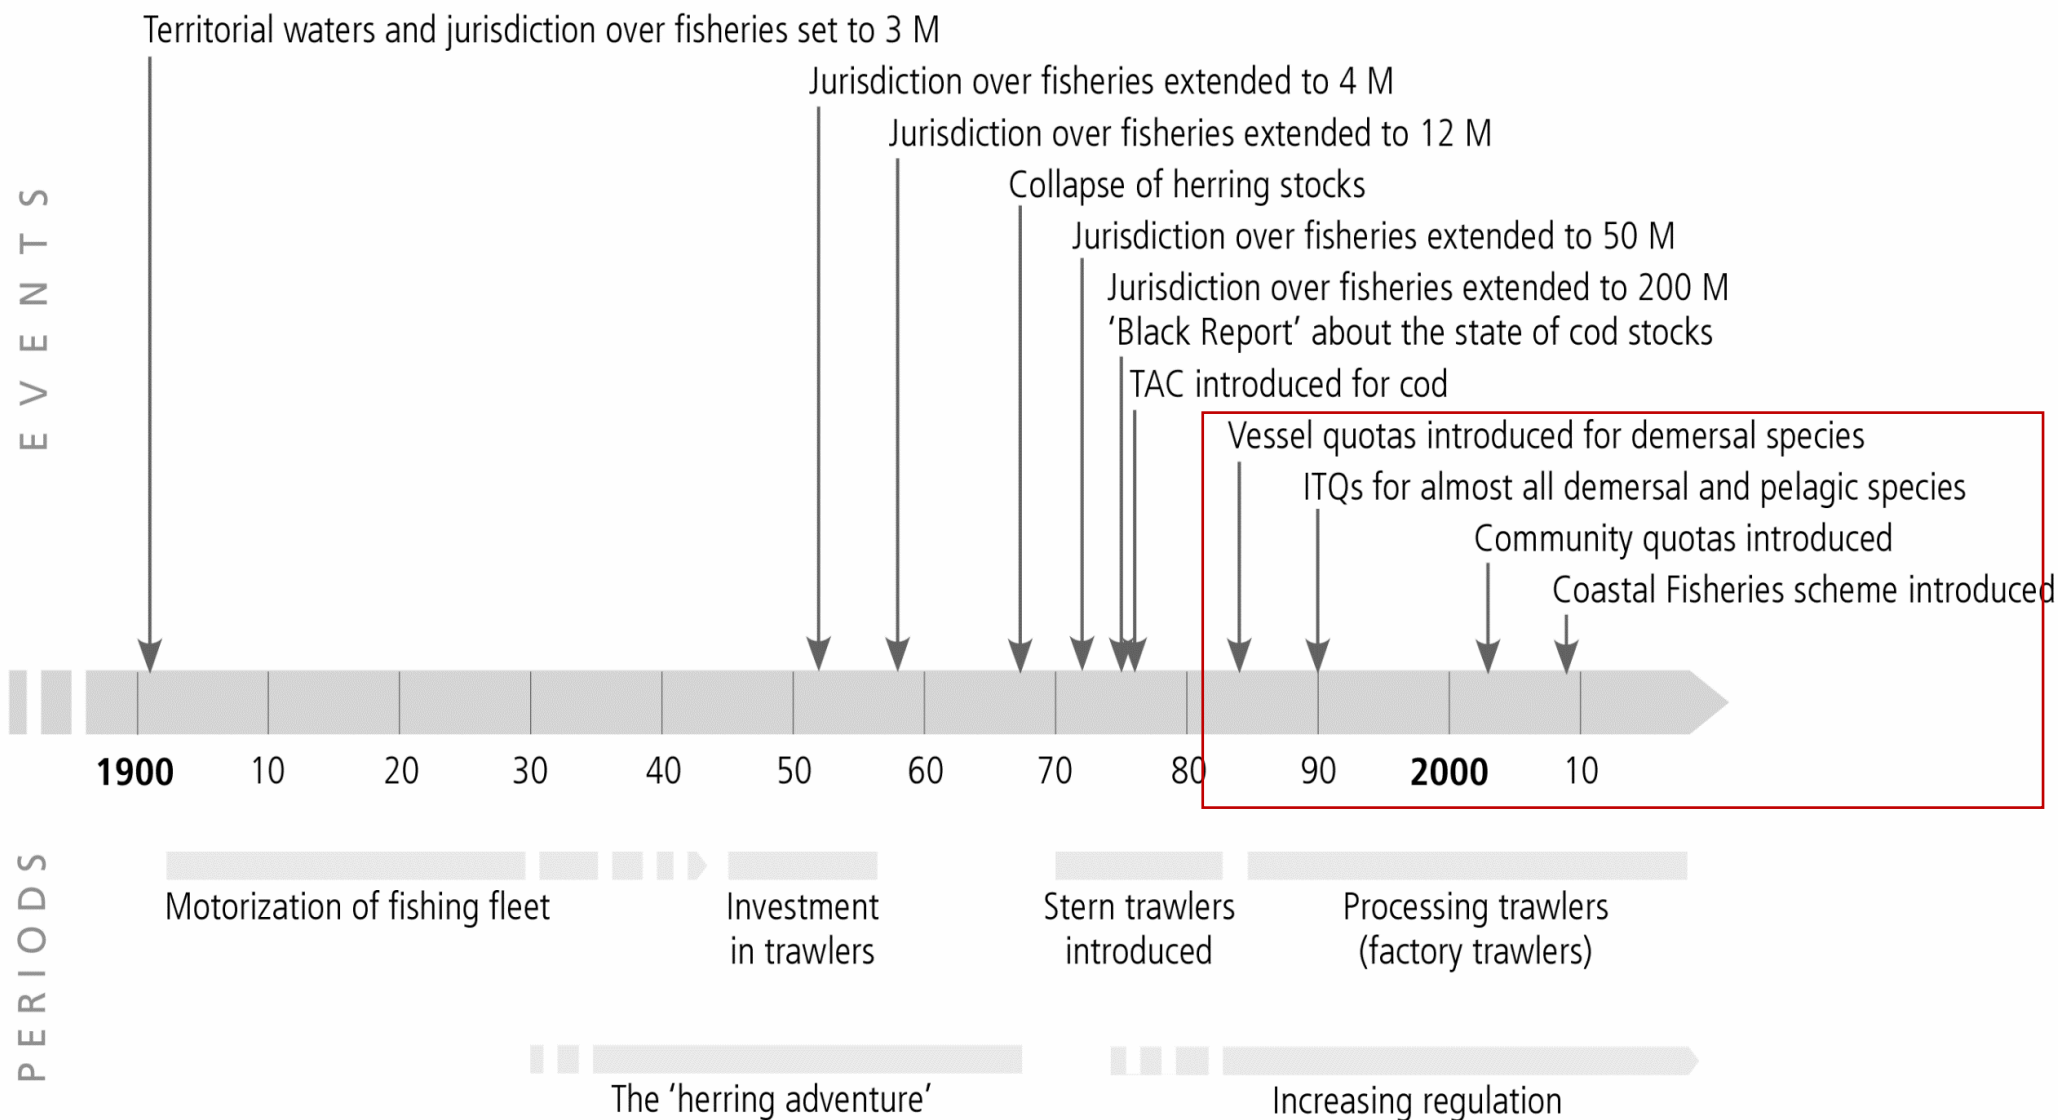 Territorial waters and jurisdiction over fisheries set to 3 M
Jurisdiction over fisheries extended to 4 M
Jurisdiction over fisheries extended to 12 M
Collapse of herring stocks
Jurisdiction over fisheries extended to 50 M
Jurisdiction over fisheries extended to 200 M
‘Black Report’ about the state of cod stocks
TAC introduced for cod
Vessel quotas introduced for demersal species
ITQs for almost all demersal and pelagic species
Community quotas introduced
Coastal Fisheries scheme introduced
EVENTS
1900 10 20 30 40 50 60 70 80 90 2000 10
PERIODS
Motorization of fishing fleet
Investment
in trawlers
Stern trawlers
introduced
Processing trawlers
(factory trawlers)
The ‘herring adventure’
Increasing regulation